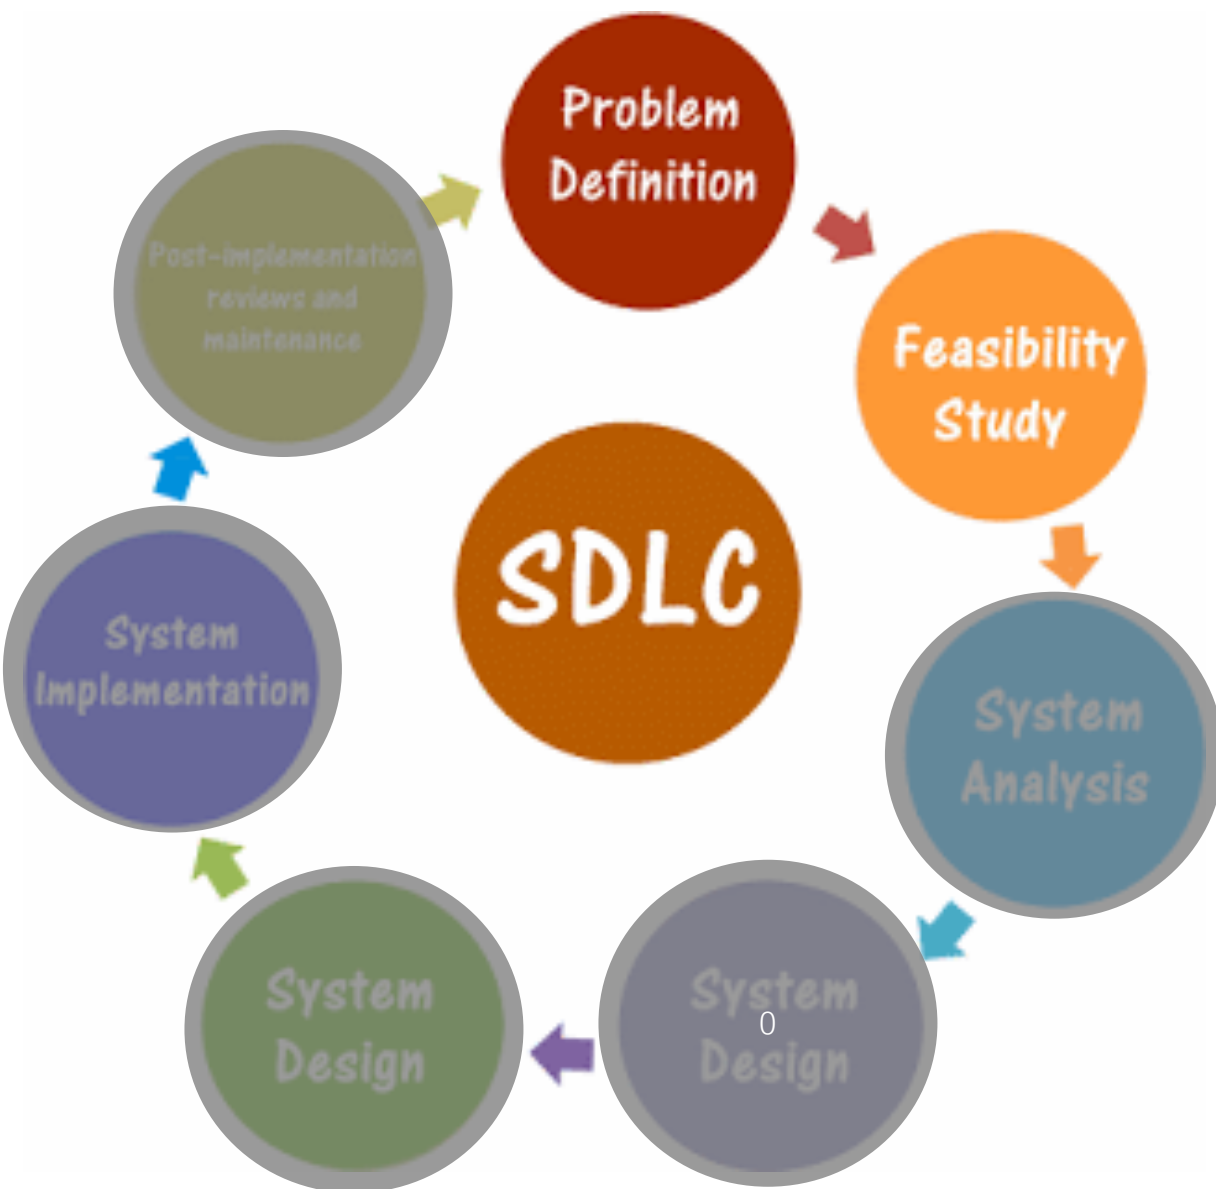 Problem
Definition
Feasibility
Study
System
Analysis
System
0
Design
System
Design
System
Implementation
Post-implementation
reviews and
maintenance
SDLC